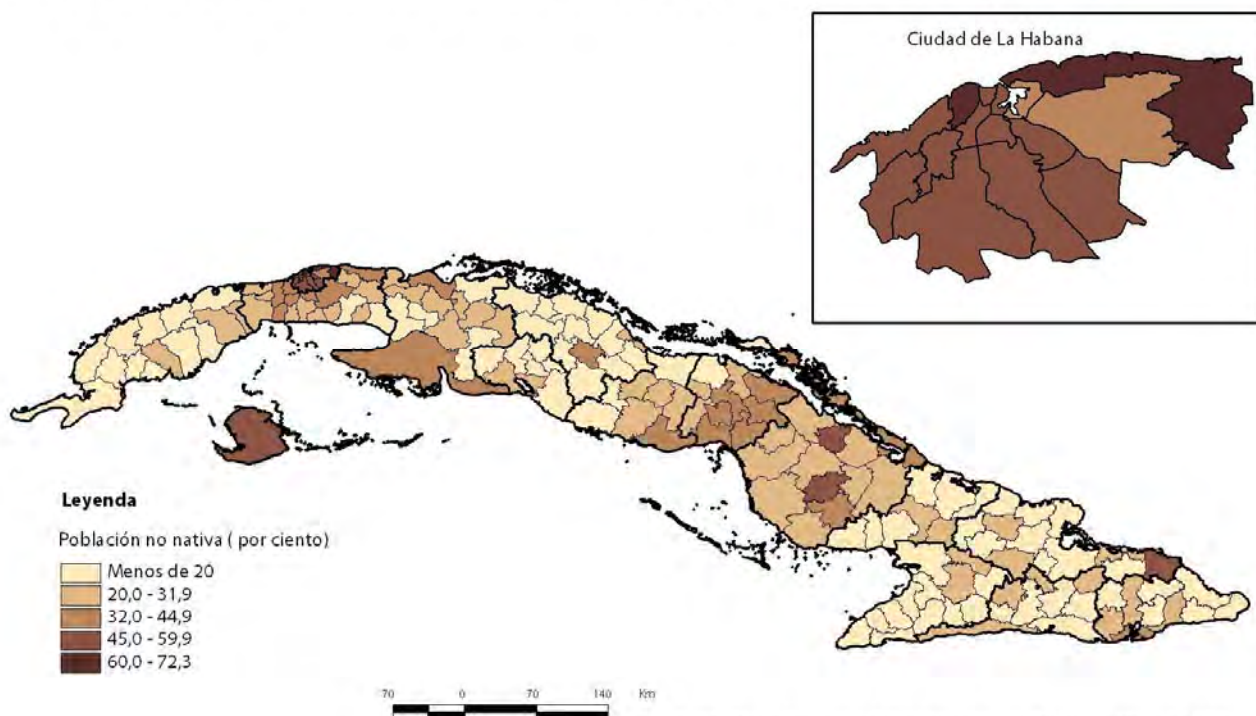 Ciudad de La Habana
Leyenda
Población no nativa ( por ciento)
Menos de 20
20,0 - 31,9
32,0 - 44,9
45,0 - 59,9
60,0 - 72,3
70 0 70 140 Km